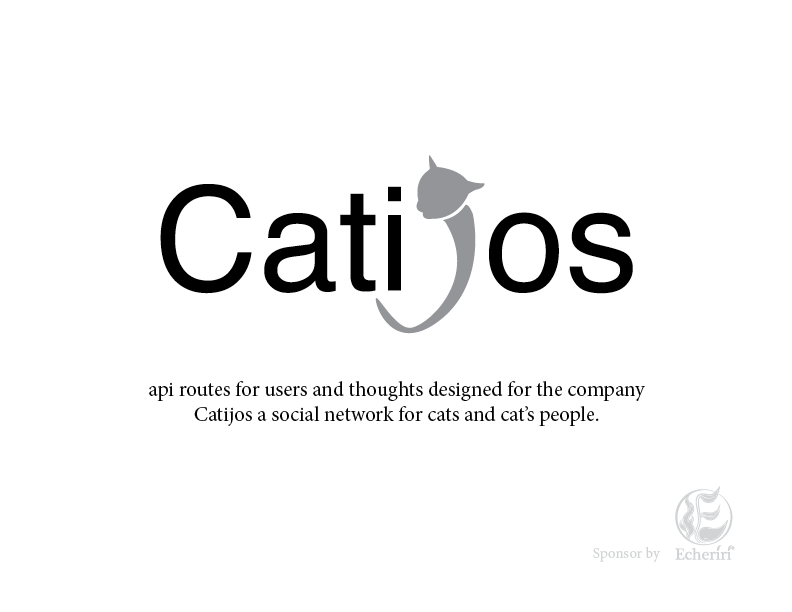 Catijos
api routes for users and thoughts designed for the company
Catijos a social network for cats and cat’s people.
Sponsor by Echeríri